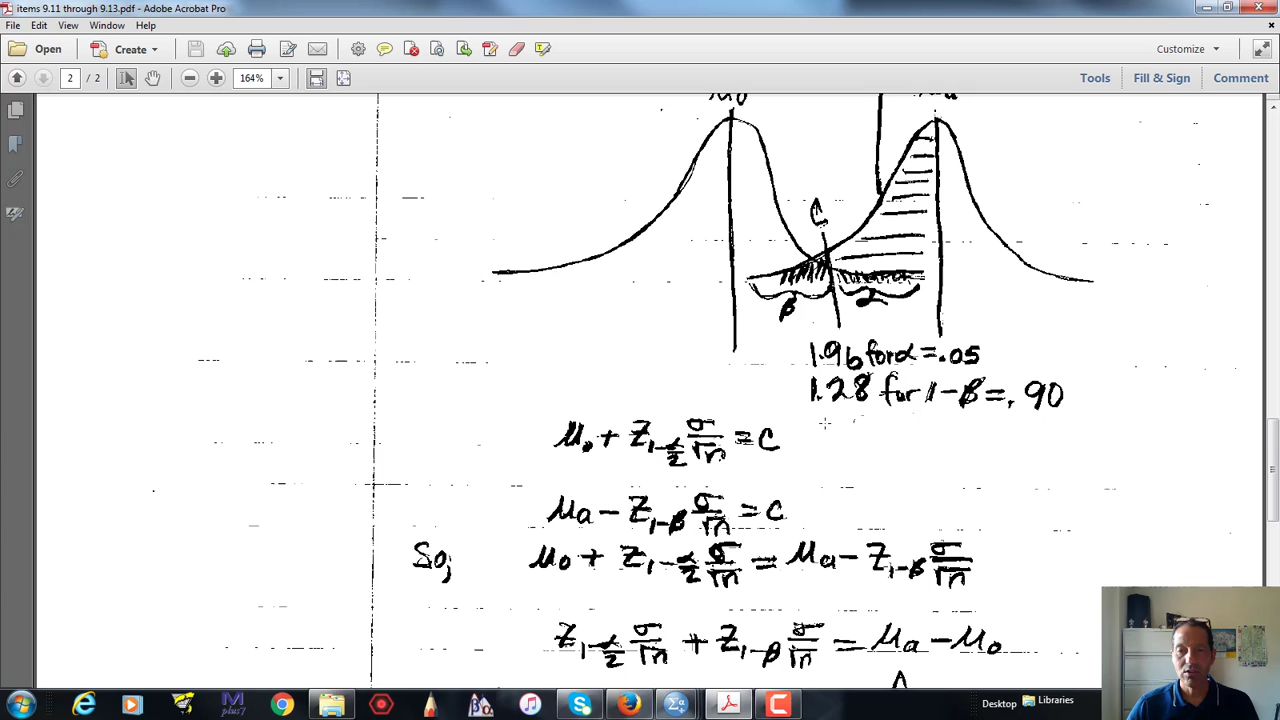 items 9.11 through 9.13.pdf - Adobe Acrobat Pro
File Edit View Window Help
Open Create Customize
2 / 2 164% Tools Fill & Sign Comment
C
β α
1.96 for α = .05
1.28 for 1-β = .90
μ₀ + Z₁₋α/₂ σ/√n = C
μa - Z₁₋β σ/√n = C
So, μ₀ + Z₁₋α/₂ σ/√n = μa - Z₁₋β σ/√n
Z₁₋α/₂ σ/√n + Z₁₋β σ/√n = μa - μ₀
Desktop Libraries